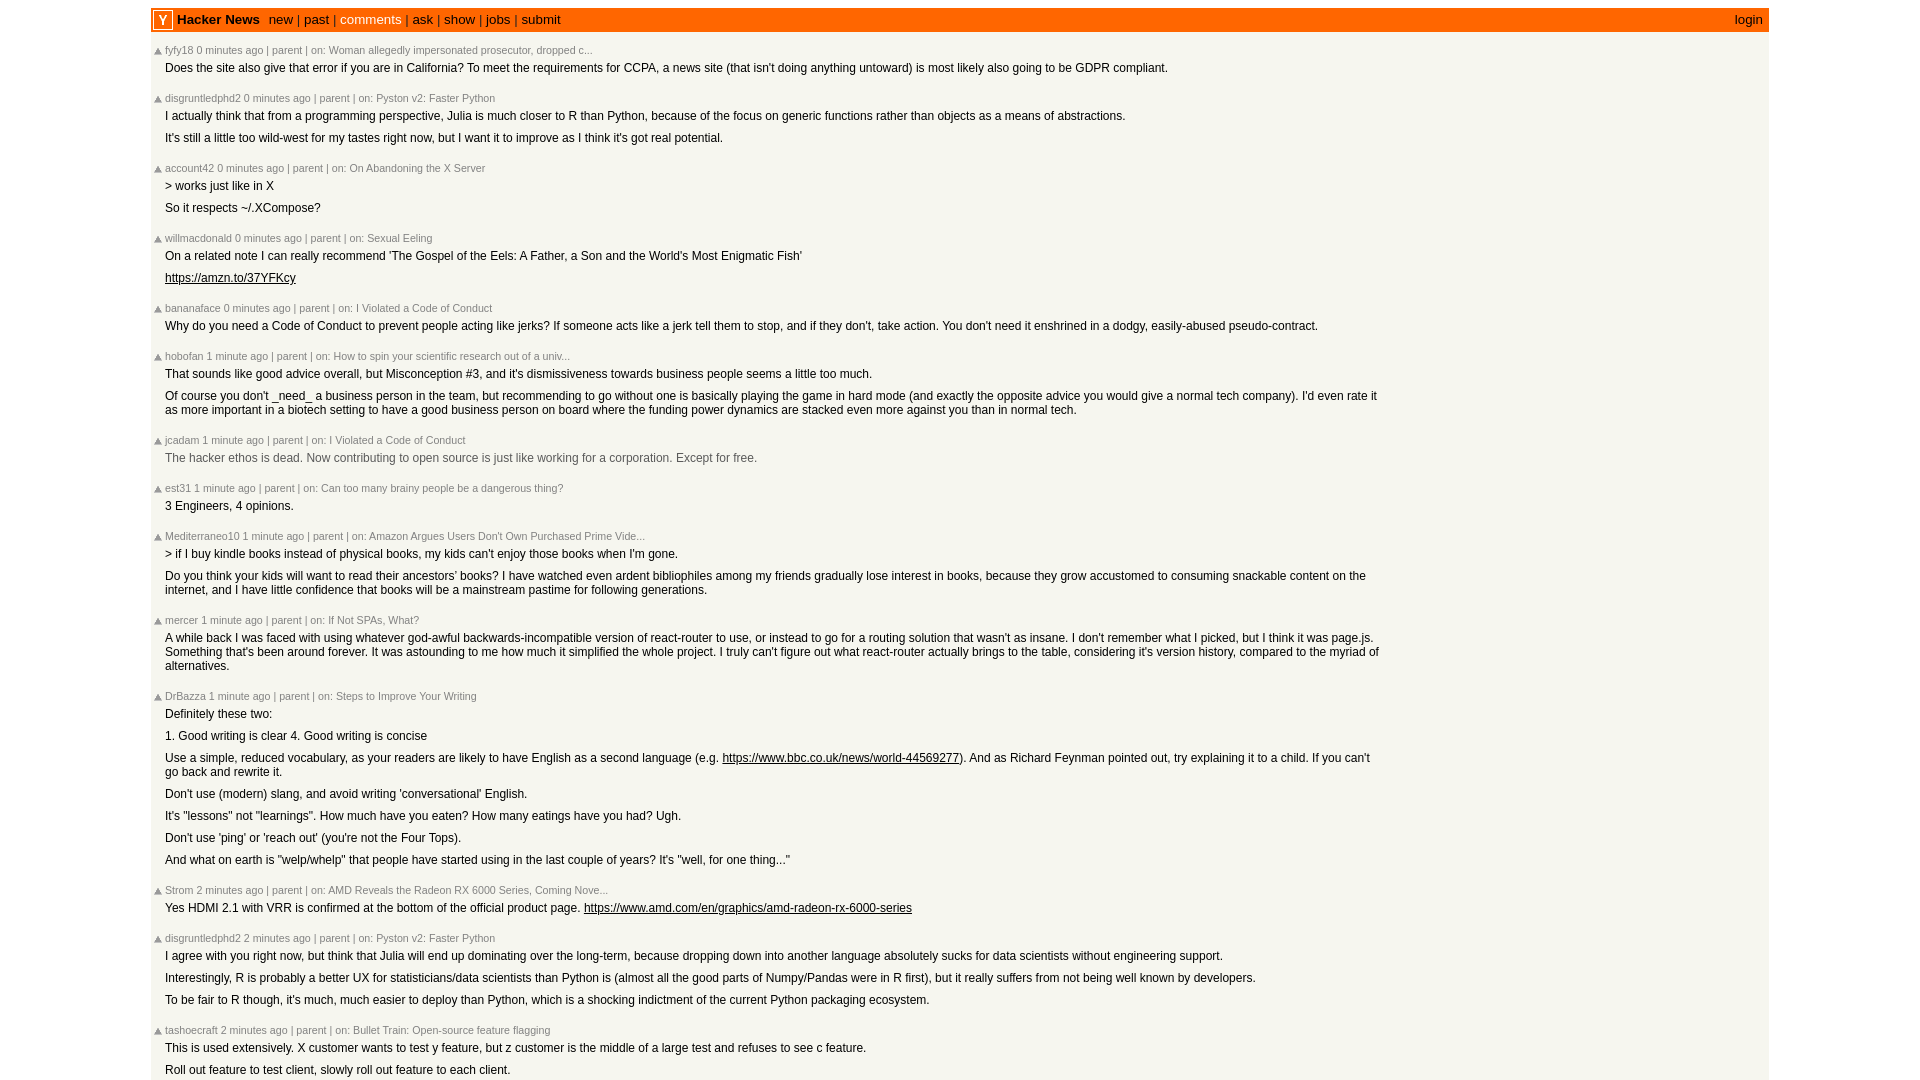 Y Hacker News new | past | comments | ask | show | jobs | submit login
fyfy18 0 minutes ago | parent | on: Woman allegedly impersonated prosecutor, dropped c...
Does the site also give that error if you are in California? To meet the requirements for CCPA, a news site (that isn't doing anything untoward) is most likely also going to be GDPR compliant.
disgruntledphd2 0 minutes ago | parent | on: Pyston v2: Faster Python
I actually think that from a programming perspective, Julia is much closer to R than Python, because of the focus on generic functions rather than objects as a means of abstractions.
It's still a little too wild-west for my tastes right now, but I want it to improve as I think it's got real potential.
account42 0 minutes ago | parent | on: On Abandoning the X Server
> works just like in X
So it respects ~/.XCompose?
willmacdonald 0 minutes ago | parent | on: Sexual Eeling
On a related note I can really recommend 'The Gospel of the Eels: A Father, a Son and the World's Most Enigmatic Fish'
https://amzn.to/37YFKcy
bananaface 0 minutes ago | parent | on: I Violated a Code of Conduct
Why do you need a Code of Conduct to prevent people acting like jerks? If someone acts like a jerk tell them to stop, and if they don't, take action. You don't need it enshrined in a dodgy, easily-abused pseudo-contract.
hobofan 1 minute ago | parent | on: How to spin your scientific research out of a univ...
That sounds like good advice overall, but Misconception #3, and it's dismissiveness towards business people seems a little too much.
Of course you don't _need_ a business person in the team, but recommending to go without one is basically playing the game in hard mode (and exactly the opposite advice you would give a normal tech company). I'd even rate it
as more important in a biotech setting to have a good business person on board where the funding power dynamics are stacked even more against you than in normal tech.
jcadam 1 minute ago | parent | on: I Violated a Code of Conduct
The hacker ethos is dead. Now contributing to open source is just like working for a corporation. Except for free.
est31 1 minute ago | parent | on: Can too many brainy people be a dangerous thing?
3 Engineers, 4 opinions.
Mediterraneo10 1 minute ago | parent | on: Amazon Argues Users Don't Own Purchased Prime Vide...
> if I buy kindle books instead of physical books, my kids can't enjoy those books when I'm gone.
Do you think your kids will want to read their ancestors’ books? I have watched even ardent bibliophiles among my friends gradually lose interest in books, because they grow accustomed to consuming snackable content on the
internet, and I have little confidence that books will be a mainstream pastime for following generations.
mercer 1 minute ago | parent | on: If Not SPAs, What?
A while back I was faced with using whatever god-awful backwards-incompatible version of react-router to use, or instead to go for a routing solution that wasn't as insane. I don't remember what I picked, but I think it was page.js.
Something that's been around forever. It was astounding to me how much it simplified the whole project. I truly can't figure out what react-router actually brings to the table, considering it's version history, compared to the myriad of
alternatives.
DrBazza 1 minute ago | parent | on: Steps to Improve Your Writing
Definitely these two:
1. Good writing is clear 4. Good writing is concise
Use a simple, reduced vocabulary, as your readers are likely to have English as a second language (e.g. https://www.bbc.co.uk/news/world-44569277). And as Richard Feynman pointed out, try explaining it to a child. If you can't
go back and rewrite it.
Don't use (modern) slang, and avoid writing 'conversational' English.
It's "lessons" not "learnings". How much have you eaten? How many eatings have you had? Ugh.
Don't use 'ping' or 'reach out' (you're not the Four Tops).
And what on earth is "welp/whelp" that people have started using in the last couple of years? It's "well, for one thing..."
Strom 2 minutes ago | parent | on: AMD Reveals the Radeon RX 6000 Series, Coming Nove...
Yes HDMI 2.1 with VRR is confirmed at the bottom of the official product page. https://www.amd.com/en/graphics/amd-radeon-rx-6000-series
disgruntledphd2 2 minutes ago | parent | on: Pyston v2: Faster Python
I agree with you right now, but think that Julia will end up dominating over the long-term, because dropping down into another language absolutely sucks for data scientists without engineering support.
Interestingly, R is probably a better UX for statisticians/data scientists than Python is (almost all the good parts of Numpy/Pandas were in R first), but it really suffers from not being well known by developers.
To be fair to R though, it's much, much easier to deploy than Python, which is a shocking indictment of the current Python packaging ecosystem.
tashoecraft 2 minutes ago | parent | on: Bullet Train: Open-source feature flagging
This is used extensively. X customer wants to test y feature, but z customer is the middle of a large test and refuses to see c feature.
Roll out feature to test client, slowly roll out feature to each client.